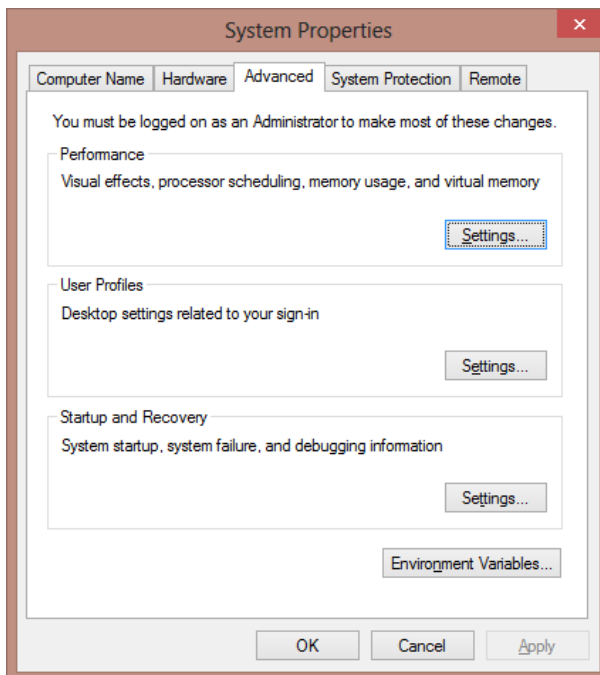 System Properties
Computer Name Hardware Advanced System Protection Remote
You must be logged on as an Administrator to make most of these changes.
Performance
Visual effects, processor scheduling, memory usage, and virtual memory
Settings...
User Profiles
Desktop settings related to your sign-in
Settings...
Startup and Recovery
System startup, system failure, and debugging information
Settings...
Environment Variables...
OK Cancel Apply